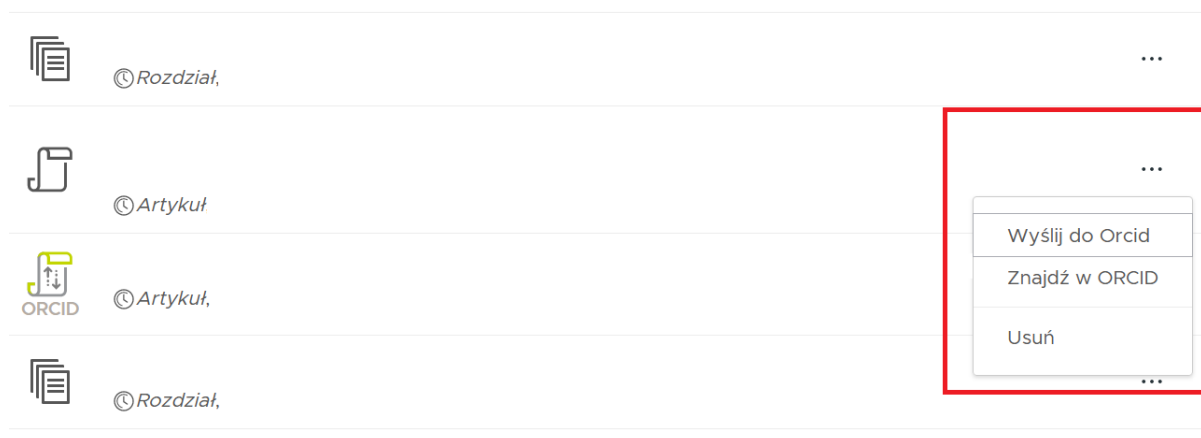 Rozdział,
Artykuł
Wyślij do Orcid
Znajdź w ORCID
Usuń
ORCID
Artykuł,
Rozdział,